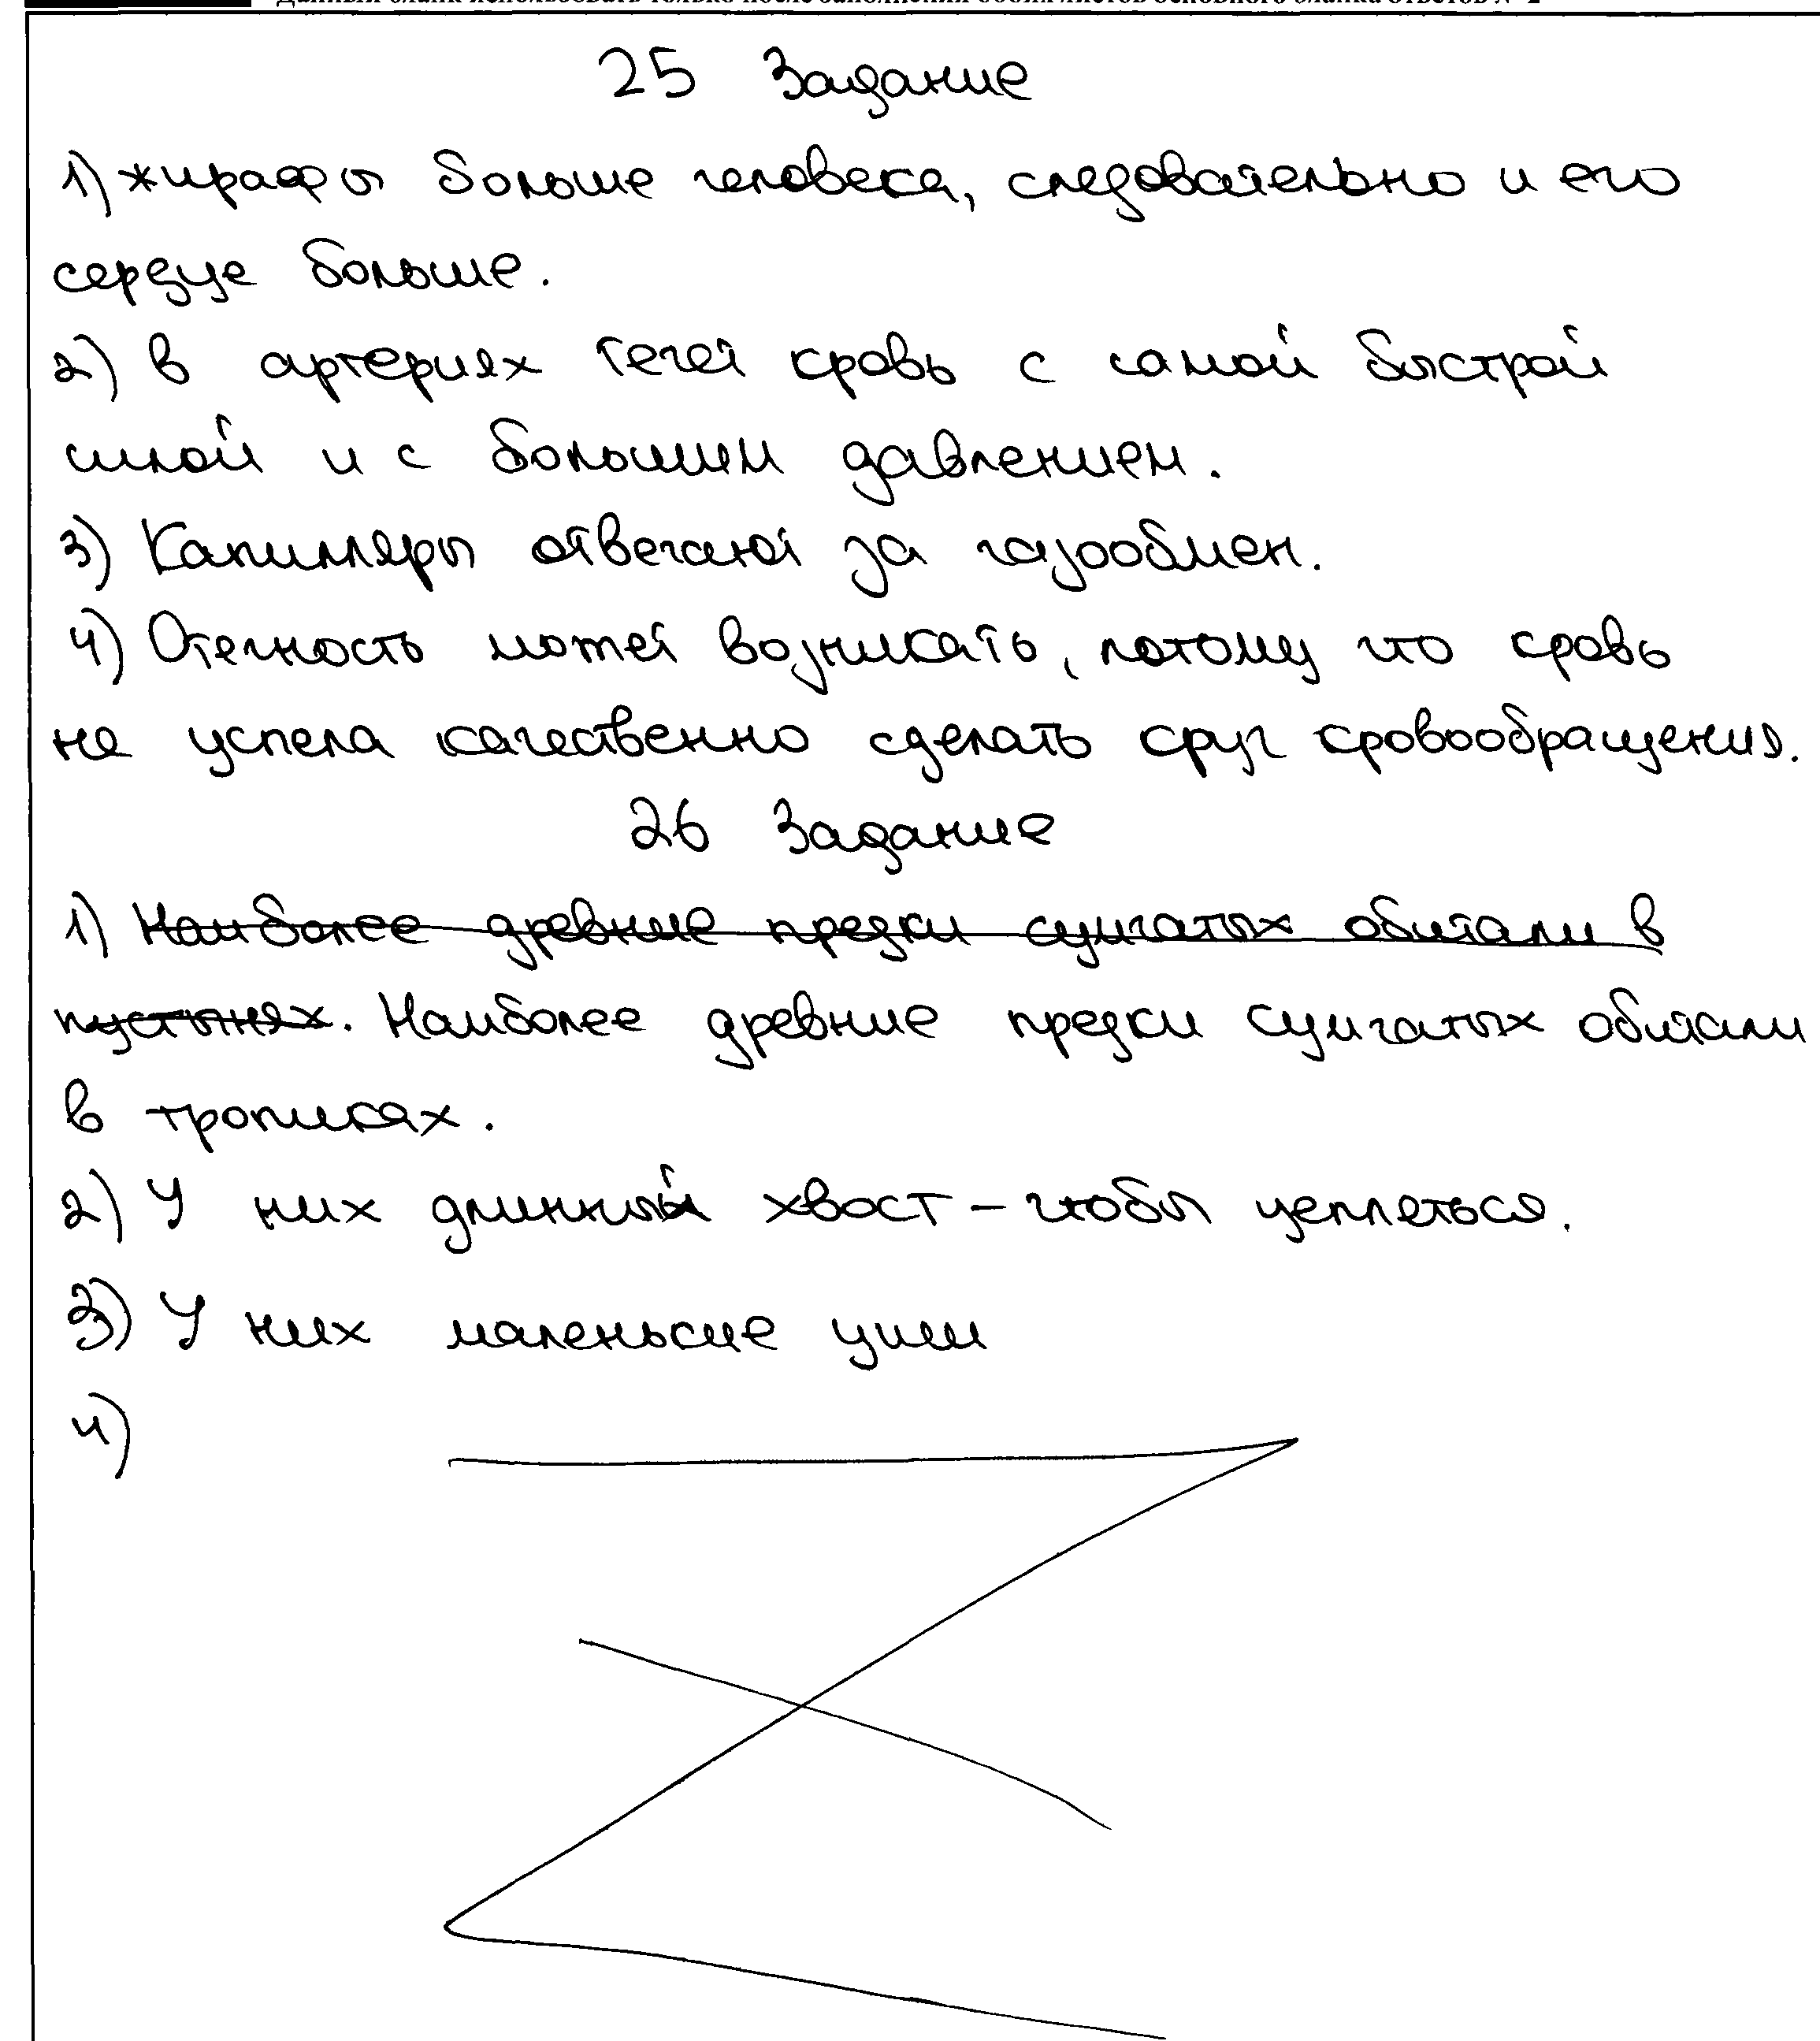 25 Задание
1) жирафы больше человека, следовательно и его
сердце больше.
2) в артериях течет кровь с самой быстрой
силой и с большим давлением.
3) Капилляры отвечают за газообмен.
4) Отечность может возникать, потому что кровь
не успела качественно сделать круг кровообращения.
26 Задание
1) Наиболее древние предки сумчатых обитали в
пустынях. Наиболее древние предки сумчатых обитали
в тропиках.
2) У них длинный хвост – чтобы цепляться.
3) У них маленькие уши
4)